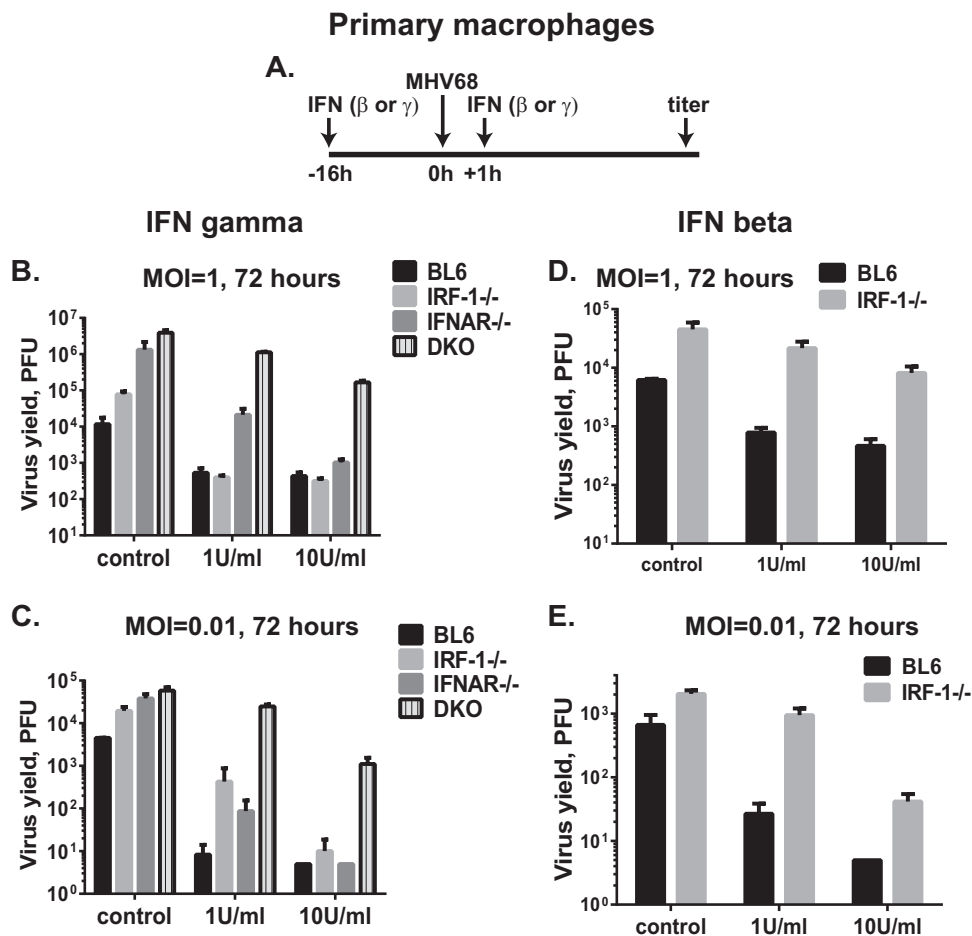 Primary macrophages
A.
MHV68
IFN (β or γ)
IFN (β or γ)
titer
-16h
0h
+1h
IFN gamma
IFN beta
B.
MOI=1, 72 hours
BL6
IRF-1-/-
IFNAR-/-
DKO
Virus yield, PFU
10^7
10^6
10^5
10^4
10^3
10^2
10^1
control
1U/ml
10U/ml
D.
MOI=1, 72 hours
BL6
IRF-1-/-
Virus yield, PFU
10^5
10^4
10^3
10^2
10^1
control
1U/ml
10U/ml
C.
MOI=0.01, 72 hours
BL6
IRF-1-/-
IFNAR-/-
DKO
Virus yield, PFU
10^5
10^4
10^3
10^2
10^1
10^0
control
1U/ml
10U/ml
E.
MOI=0.01, 72 hours
BL6
IRF-1-/-
Virus yield, PFU
10^3
10^2
10^1
10^0
control
1U/ml
10U/ml